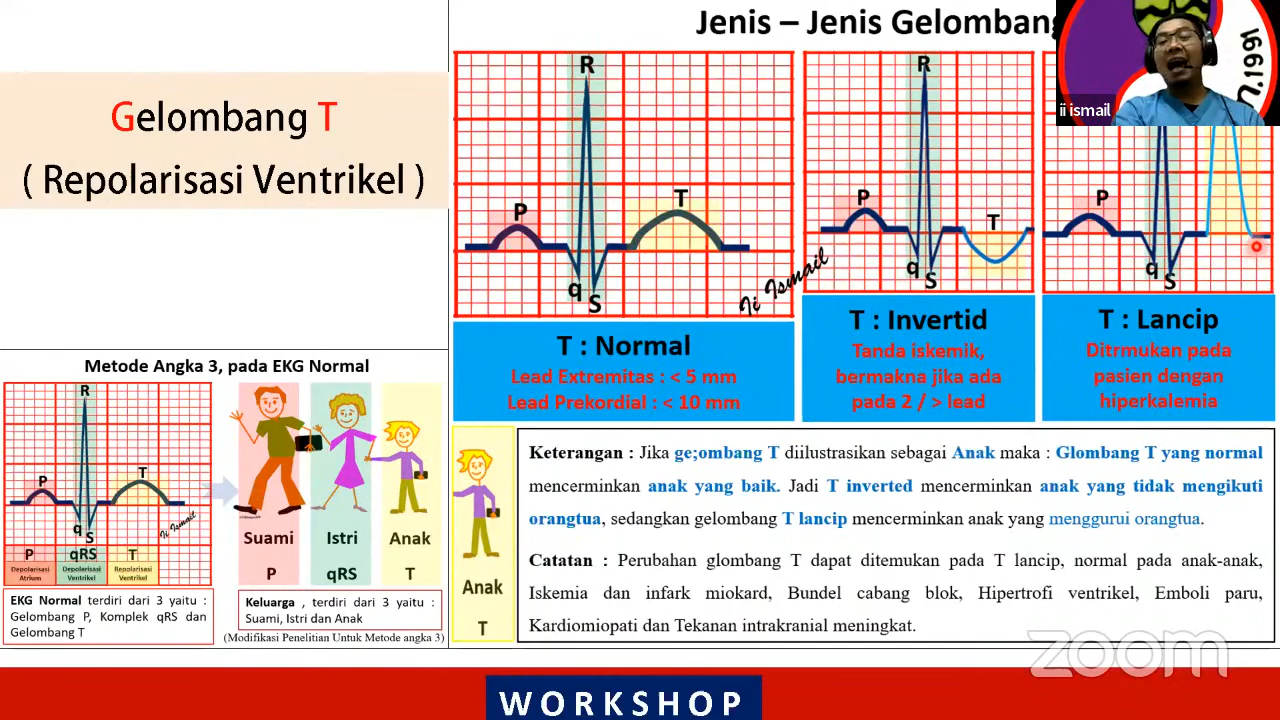 Gelombang T
( Repolarisasi Ventrikel )
Metode Angka 3, pada EKG Normal
R
P
T
q
S
Ii Ismail
P
qRS
T
Depolarisasi
Atrium
Depolarisasi
Ventrikel
Repolarisasi
Ventrikel
EKG Normal terdiri dari 3 yaitu :
Gelombang P, Komplek qRS dan
Gelombang T
Suami
Istri
Anak
P
qRS
T
Keluarga , terdiri dari 3 yaitu :
Suami, Istri dan Anak
(Modifikasi Penelitian Untuk Metode angka 3)
Jenis – Jenis Gelombang
R
P
T
q
S
Ii Ismail
T : Normal
Lead Extremitas : < 5 mm
Lead Prekordial : < 10 mm
R
P
T
q
S
T : Invertid
Tanda iskemik,
bermakna jika ada
pada 2 / > lead
P
q
S
T : Lancip
Ditrmukan pada
pasien dengan
hiperkalemia
ii ismail
U.1991
Anak
T
Keterangan : Jika ge;ombang T diilustrasikan sebagai Anak maka : Glombang T yang normal
mencerminkan anak yang baik. Jadi T inverted mencerminkan anak yang tidak mengikuti
orangtua, sedangkan gelombang T lancip mencerminkan anak yang menggurui orangtua.
Catatan : Perubahan glombang T dapat ditemukan pada T lancip, normal pada anak-anak,
Iskemia dan infark miokard, Bundel cabang blok, Hipertrofi ventrikel, Emboli paru,
Kardiomiopati dan Tekanan intrakranial meningkat.
zoom
WORKSHOP